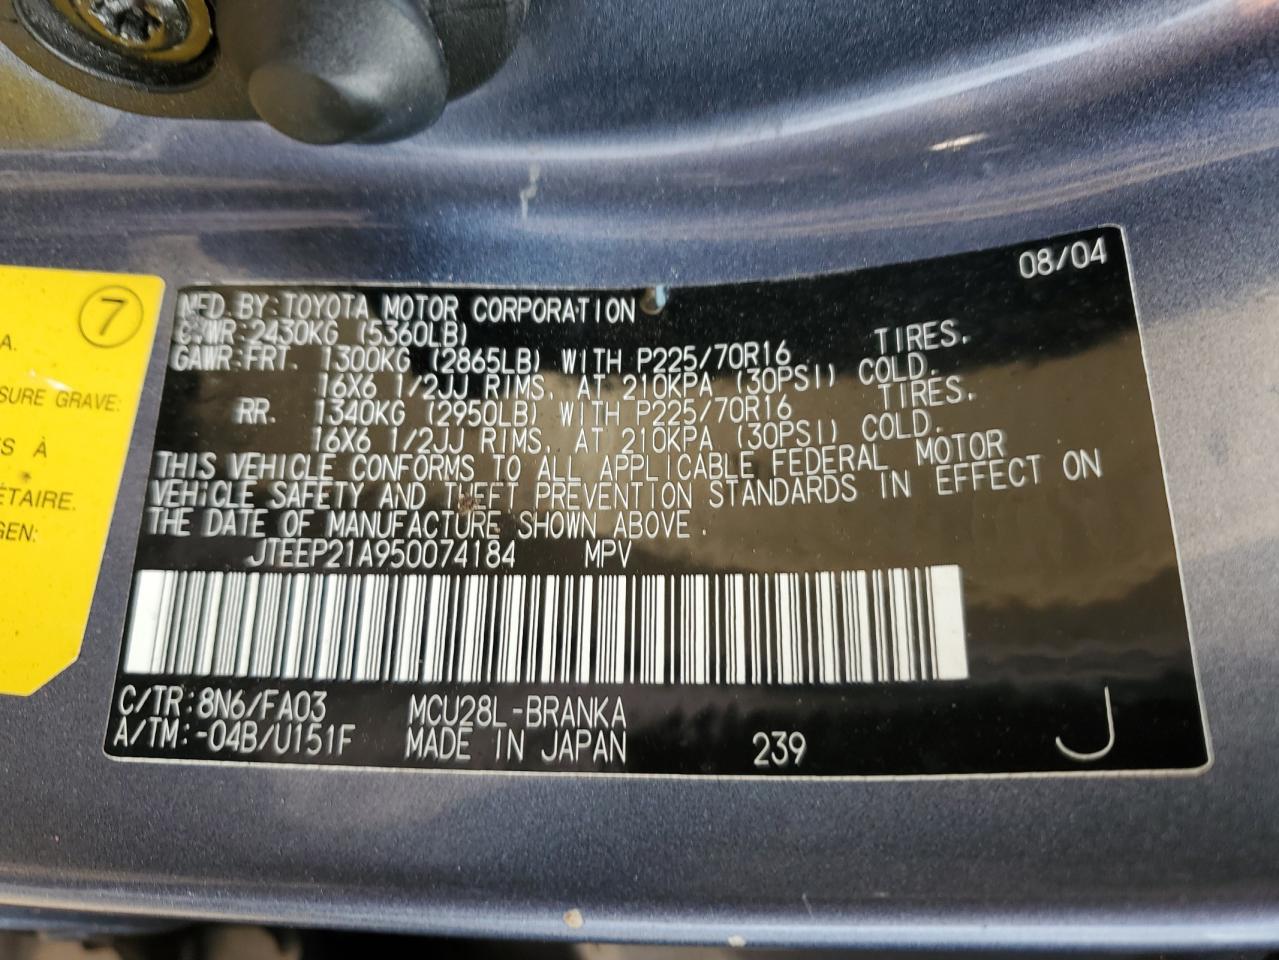 08/04
MFD.BY:TOYOTA MOTOR CORPORATION
GVWR:2430KG (5360LB)
GAWR:FRT. 1300KG (2865LB) WITH P225/70R16 TIRES,
16X6 1/2JJ RIMS, AT 210KPA (30PSI) COLD.
RR. 1340KG (2950LB) WITH P225/70R16 TIRES,
16X6 1/2JJ RIMS, AT 210KPA (30PSI) COLD.
THIS VEHICLE CONFORMS TO ALL APPLICABLE FEDERAL MOTOR
VEHICLE SAFETY AND THEFT PREVENTION STANDARDS IN EFFECT ON
THE DATE OF MANUFACTURE SHOWN ABOVE.
JTEEP21A950074184 MPV
C/TR:8N6/FA03 MCU28L-BRANKA
A/TM:-04B/U151F MADE IN JAPAN 239 J
7
A.
SURE GRAVE:
S À
ÉTAIRE.
GEN: